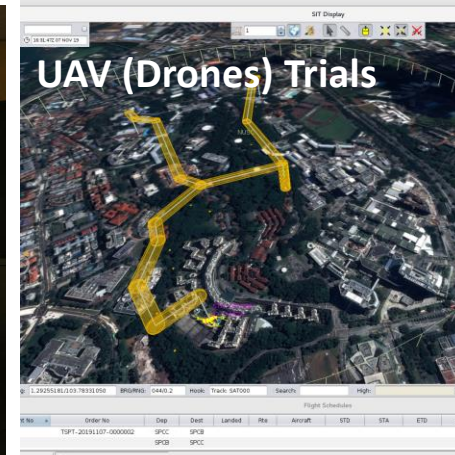 SIT Display
1
18:31:47Z 07 NOV 19
UAV (Drones) Trials
NUS
1.29255181/103.78331058 BRG/RNG: 044/0.2 Hook: Track: SAT000 Search: High:
Flight Schedules
Order No Dep Dest Landed Rte Aircraft STD STA ETD
TSPT-20191107-0000002 SPCC SPCB
SPCB SPCC